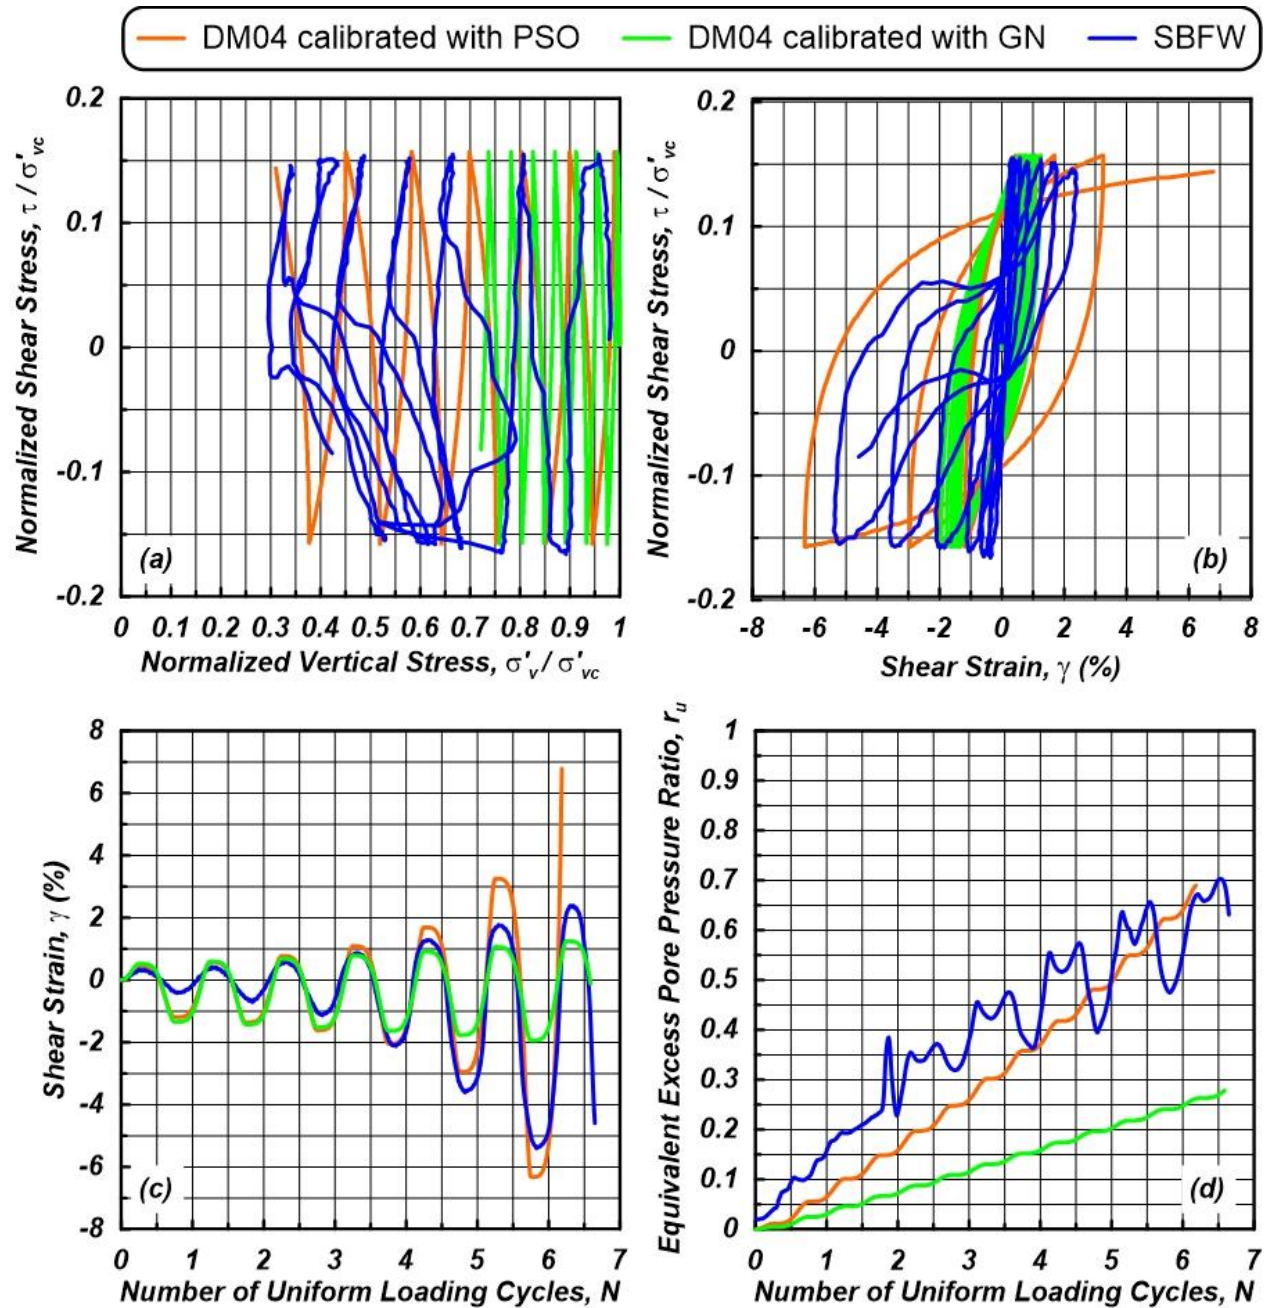 DM04 calibrated with PSO DM04 calibrated with GN SBFW
Normalized Shear Stress, τ / σ'vc
0.2
0.1
0
-0.1
-0.2
(a)
0 0.1 0.2 0.3 0.4 0.5 0.6 0.7 0.8 0.9 1
Normalized Vertical Stress, σ'v / σ'vc
Normalized Shear Stress, τ / σ'vc
0.2
0.1
0
-0.1
-0.2
(b)
-8 -6 -4 -2 0 2 4 6 8
Shear Strain, γ (%)
Shear Strain, γ (%)
8
6
4
2
0
-2
-4
-6
-8
(c)
0 1 2 3 4 5 6 7
Number of Uniform Loading Cycles, N
Equivalent Excess Pore Pressure Ratio, ru
1
0.9
0.8
0.7
0.6
0.5
0.4
0.3
0.2
0.1
0
(d)
0 1 2 3 4 5 6 7
Number of Uniform Loading Cycles, N